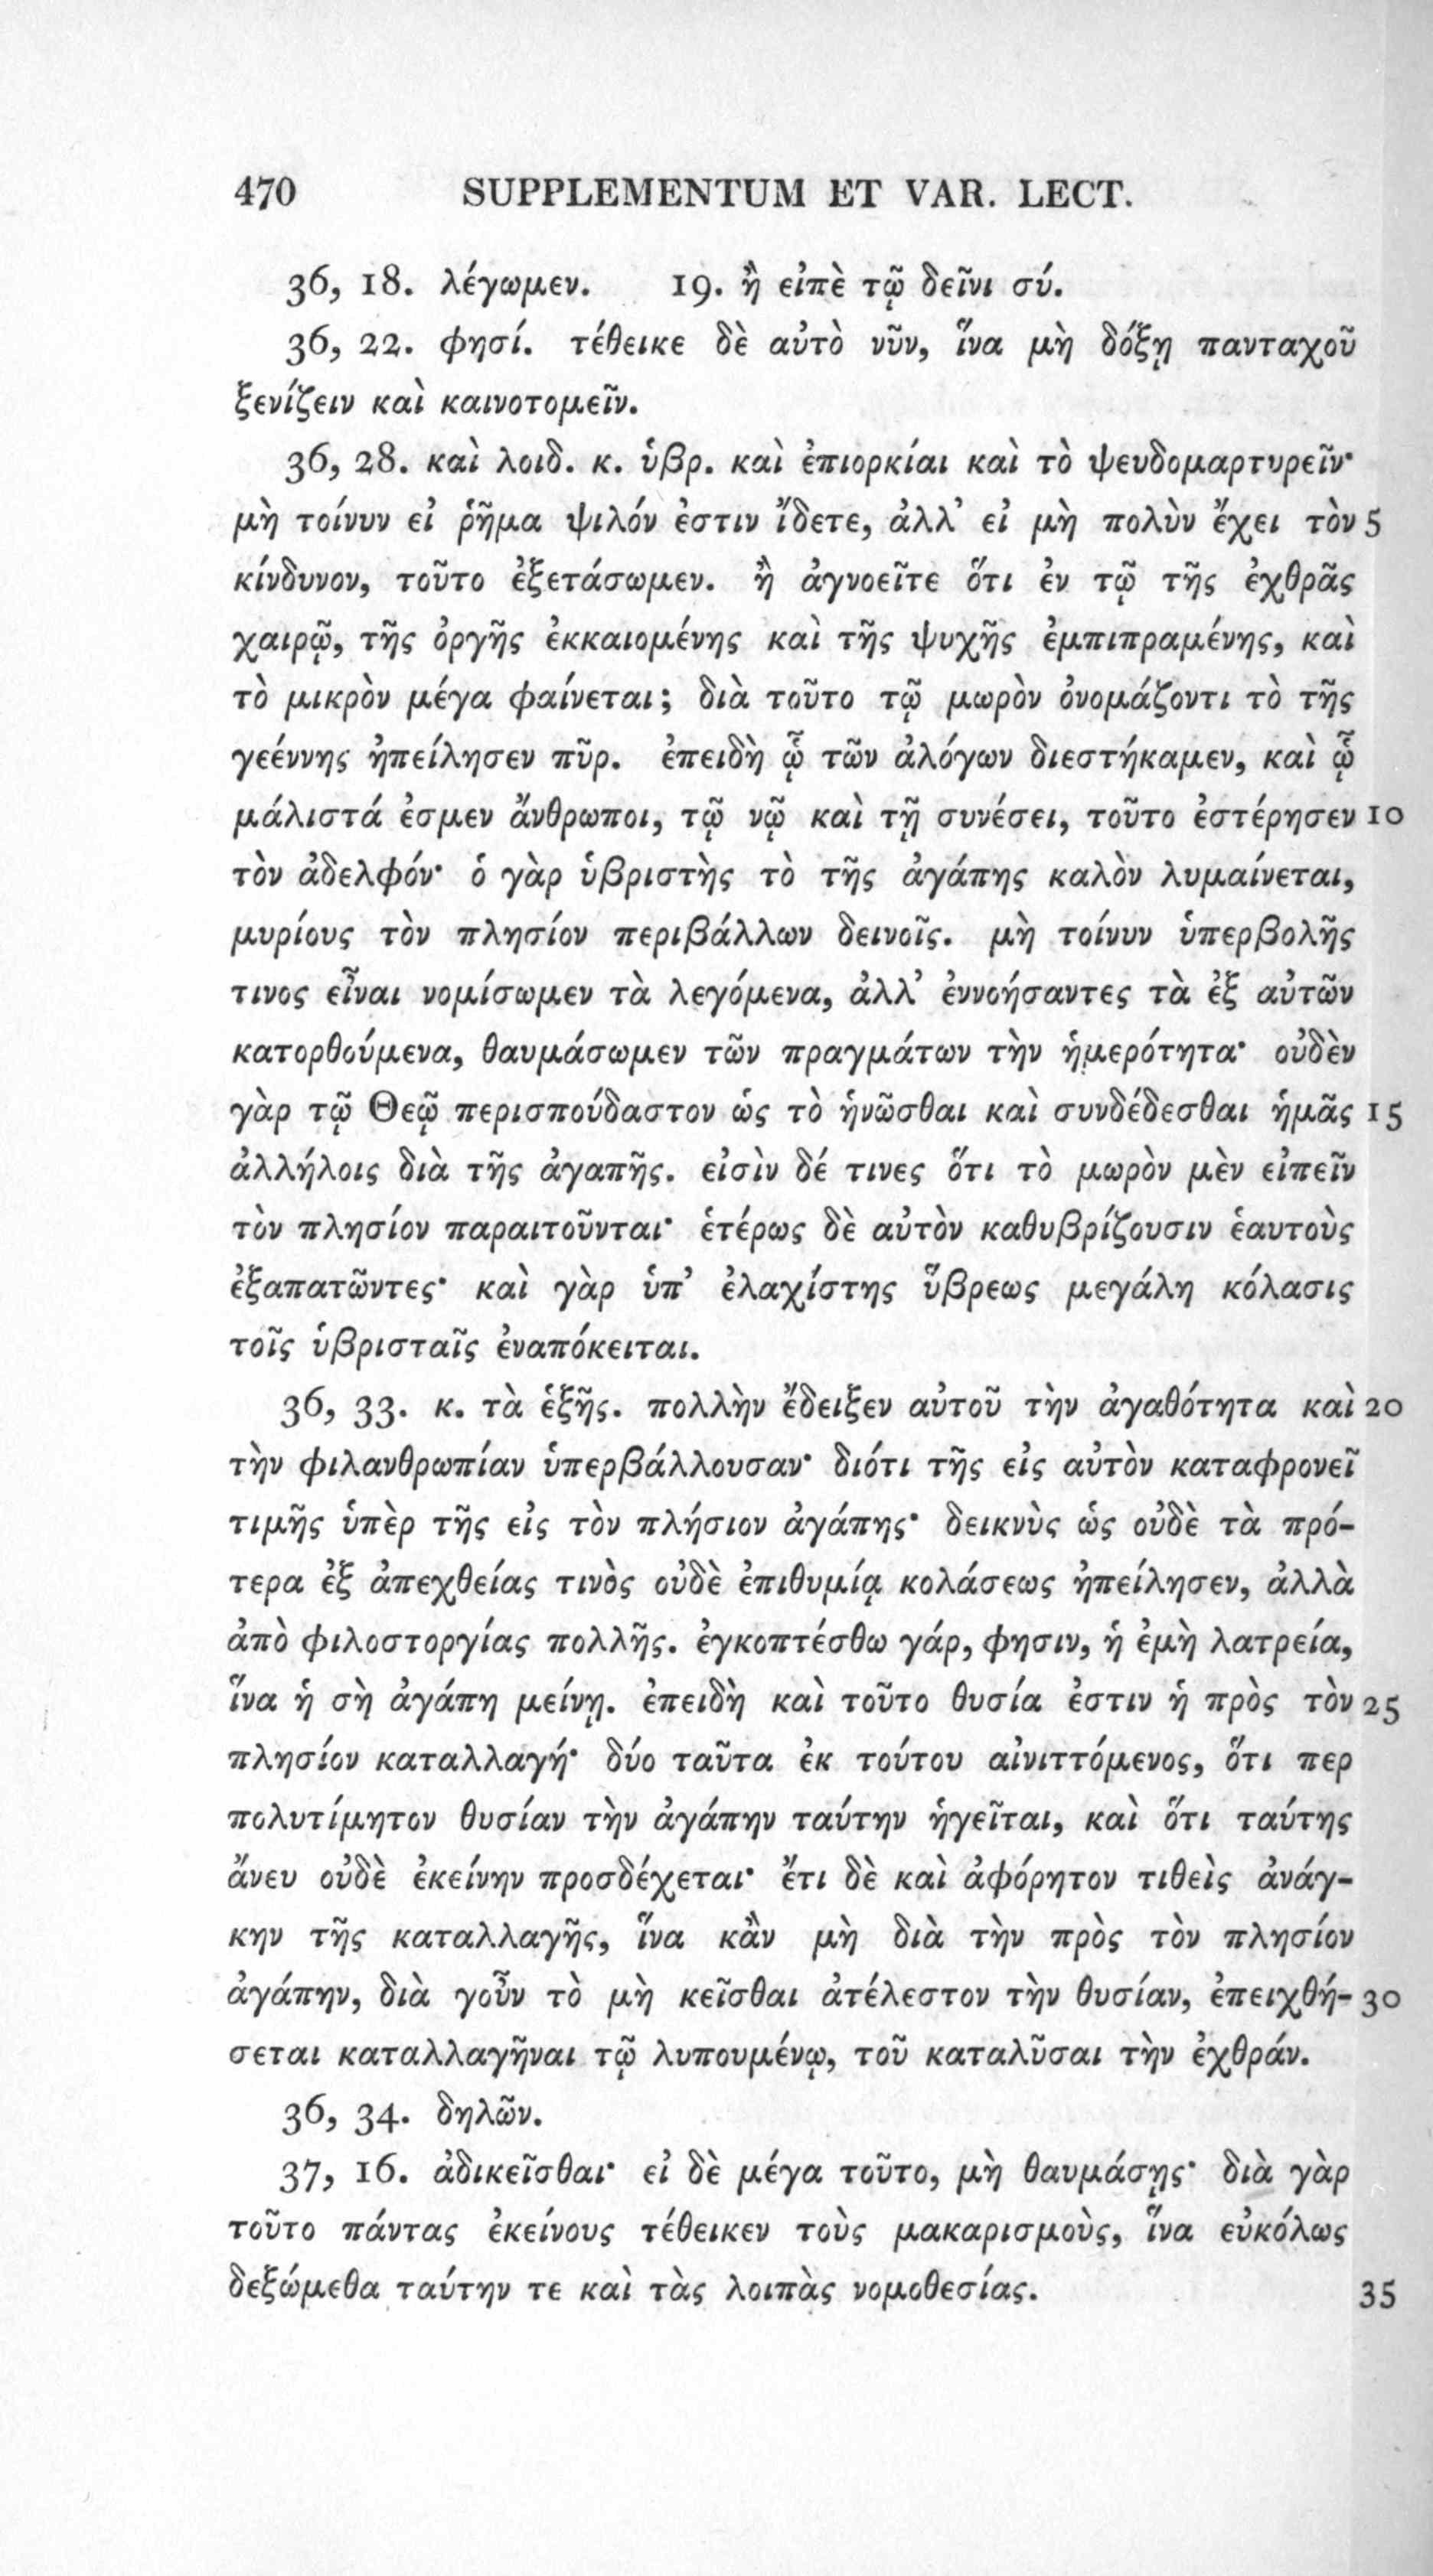 470 SUPPLEMENTUM ET VAR. LECT.
36, 18. λέγωμεν. 19. ἢ εἰπὲ τῷ δεῖνι σύ.
36, 22. φησί. τέθεικε δὲ αὐτὸ νῦν, ἵνα μὴ δόξῃ πανταχοῦ
ξενίζειν καὶ καινοτομεῖν.
36, 28. καὶ λοιδ. κ. ὑβρ. καὶ ἐπιορκίαι καὶ τὸ ψευδομαρτυρεῖν·
μὴ τοίνυν εἰ ῥῆμα ψιλόν ἐστιν ἴδετε, ἀλλ’ εἰ μὴ πολὺν ἔχει τὸν 5
κίνδυνον, τοῦτο ἐξετάσωμεν. ἢ ἀγνοεῖτε ὅτι ἐν τῷ τῆς ἐχθρᾶς
χαιρῷ, τῆς ὀργῆς ἐκκαιομένης καὶ τῆς ψυχῆς ἐμπιπραμένης, καὶ
τὸ μικρὸν μέγα φαίνεται; διὰ τοῦτο τῷ μωρὸν ὀνομάζοντι τὸ τῆς
γεέννης ἠπείλησεν πῦρ. ἐπειδὴ ᾧ τῶν ἀλόγων διεστήκαμεν, καὶ ᾧ
μάλιστά ἐσμεν ἄνθρωποι, τῷ νῷ καὶ τῇ συνέσει, τοῦτο ἐστέρησεν 10
τὸν ἀδελφόν· ὁ γὰρ ὑβριστὴς τὸ τῆς ἀγάπης καλὸν λυμαίνεται,
μυρίους τὸν πλησίον περιβάλλων δεινοῖς. μὴ τοίνυν ὑπερβολῆς
τινος εἶναι νομίσωμεν τὰ λεγόμενα, ἀλλ’ ἐννοήσαντες τὰ ἐξ αὐτῶν
κατορθούμενα, θαυμάσωμεν τῶν πραγμάτων τὴν ἡμερότητα· οὐδὲν
γὰρ τῷ Θεῷ περισπούδαστον ὡς τὸ ἡνῶσθαι καὶ συνδέδεσθαι ἡμᾶς 15
ἀλλήλοις διὰ τῆς ἀγαπῆς. εἰσὶν δέ τινες ὅτι τὸ μωρὸν μὲν εἰπεῖν
τὸν πλησίον παραιτοῦνται· ἑτέρως δὲ αὐτὸν καθυβρίζουσιν ἑαυτοὺς
ἐξαπατῶντες· καὶ γὰρ ὑπ’ ἐλαχίστης ὕβρεως μεγάλη κόλασις
τοῖς ὑβρισταῖς ἐναπόκειται.
36, 33. κ. τὰ ἑξῆς. πολλὴν ἔδειξεν αὐτοῦ τὴν ἀγαθότητα καὶ 20
τὴν φιλανθρωπίαν ὑπερβάλλουσαν· διότι τῆς εἰς αὐτὸν καταφρονεῖ
τιμῆς ὑπὲρ τῆς εἰς τὸν πλήσιον ἀγάπης· δεικνὺς ὡς οὐδὲ τὰ πρό-
τερα ἐξ ἀπεχθείας τινὸς οὐδὲ ἐπιθυμίᾳ κολάσεως ἠπείλησεν, ἀλλὰ
ἀπὸ φιλοστοργίας πολλῆς. ἐγκοπτέσθω γάρ, φησιν, ἡ ἐμὴ λατρεία,
ἵνα ἡ σὴ ἀγάπη μείνῃ. ἐπειδὴ καὶ τοῦτο θυσία ἐστιν ἡ πρὸς τὸν 25
πλησίον καταλλαγή· δύο ταῦτα ἐκ τούτου αἰνιττόμενος, ὅτι περ
πολυτίμητον θυσίαν τὴν ἀγάπην ταύτην ἡγεῖται, καὶ ὅτι ταύτης
ἄνευ οὐδὲ ἐκείνην προσδέχεται· ἔτι δὲ καὶ ἀφόρητον τιθεὶς ἀνάγ-
κην τῆς καταλλαγῆς, ἵνα κἂν μὴ διὰ τὴν πρὸς τὸν πλησίον
ἀγάπην, διὰ γοῦν τὸ μὴ κεῖσθαι ἀτέλεστον τὴν θυσίαν, ἐπειχθή- 30
σεται καταλλαγῆναι τῷ λυπουμένῳ, τοῦ καταλῦσαι τὴν ἐχθράν.
36, 34. δηλῶν.
37, 16. ἀδικεῖσθαι· εἰ δὲ μέγα τοῦτο, μὴ θαυμάσῃς· διὰ γὰρ
τοῦτο πάντας ἐκείνους τέθεικεν τοὺς μακαρισμοὺς, ἵνα εὐκόλως
δεξώμεθα ταύτην τε καὶ τὰς λοιπὰς νομοθεσίας. 35